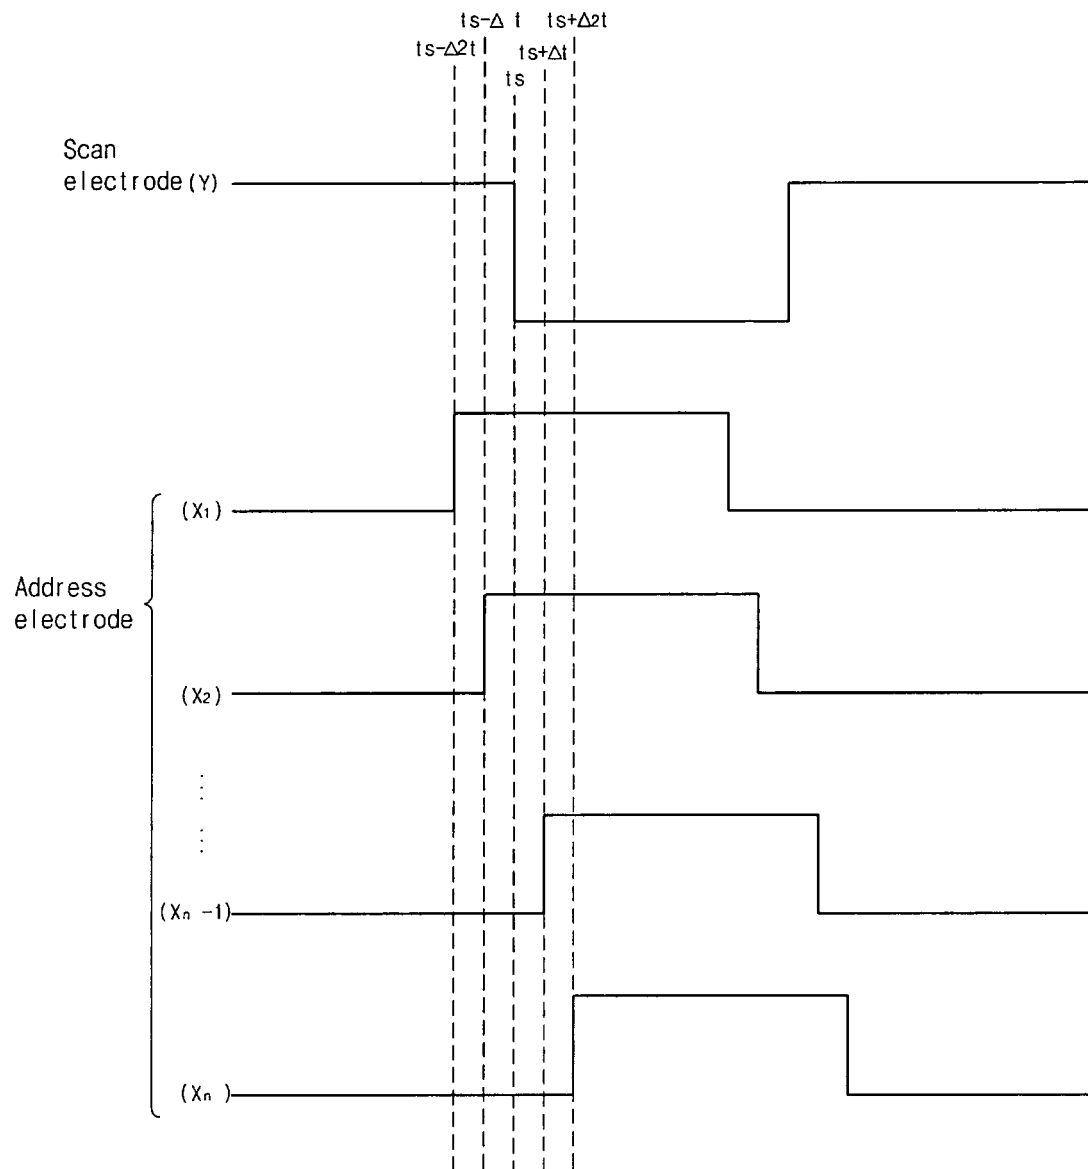 ts-Δ t ts+Δ2t
ts-Δ2t ts+Δt
ts
Scan
electrode(Y)
(X1)
Address
electrode
(X2)
(Xn -1)
(Xn )